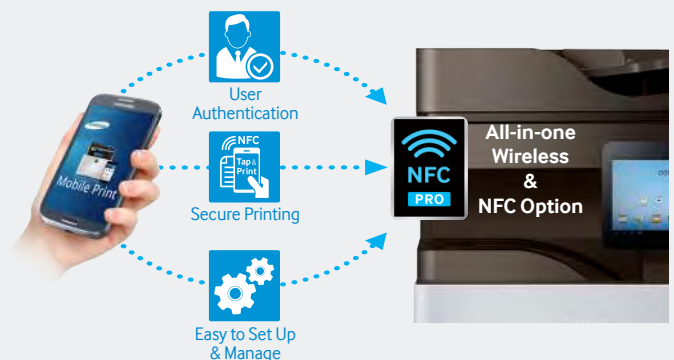 User
Authentication
NFC
Tap &
Print
Secure Printing
Easy to Set Up
& Manage
SAMSUNG
Mobile Print
NFC
PRO
All-in-one
Wireless
&
NFC Option